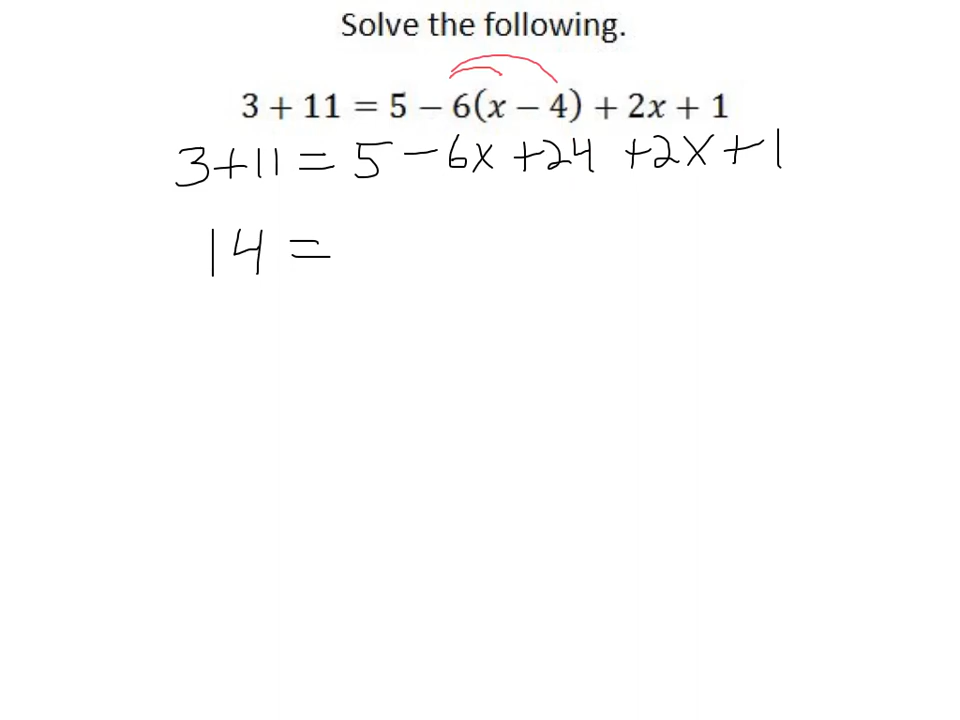 Solve the following.
3 + 11 = 5 − 6(x − 4) + 2x + 1
3+11 = 5 −6x +24 +2x +1
14 =